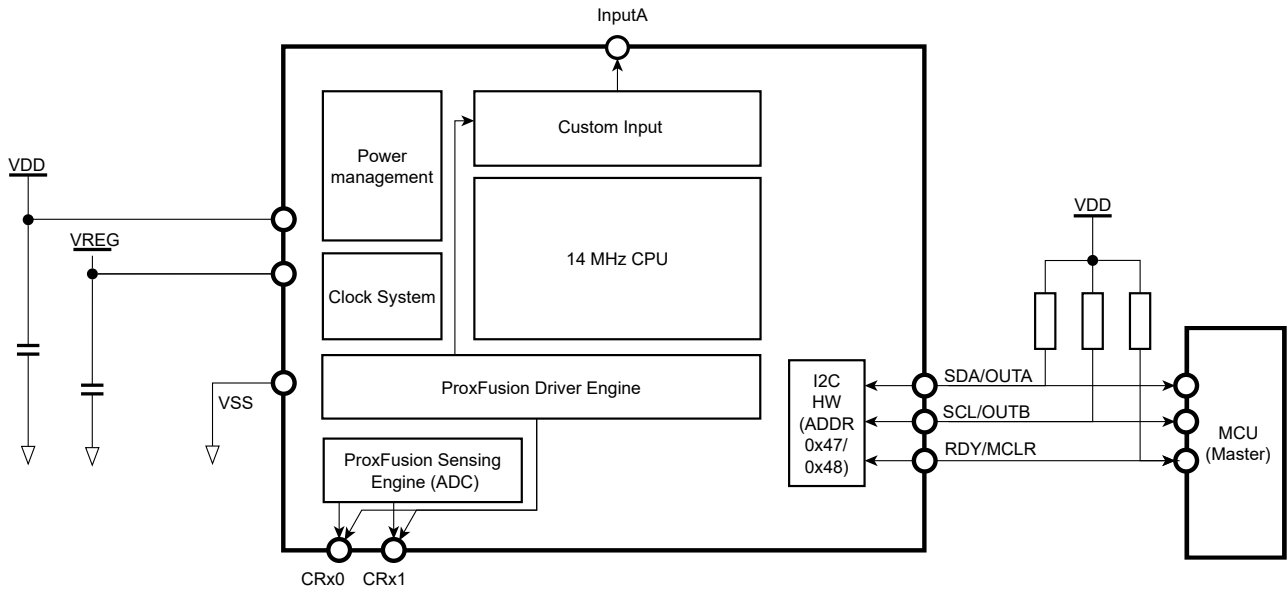 InputA
Power
management
Custom Input
VDD
VREG
14 MHz CPU
VDD
Clock System
VSS
ProxFusion Driver Engine
I2C
HW
(ADDR
0x47/
0x48)
SDA/OUTA
SCL/OUTB
RDY/MCLR
MCU
(Master)
ProxFusion Sensing
Engine (ADC)
CRx0
CRx1